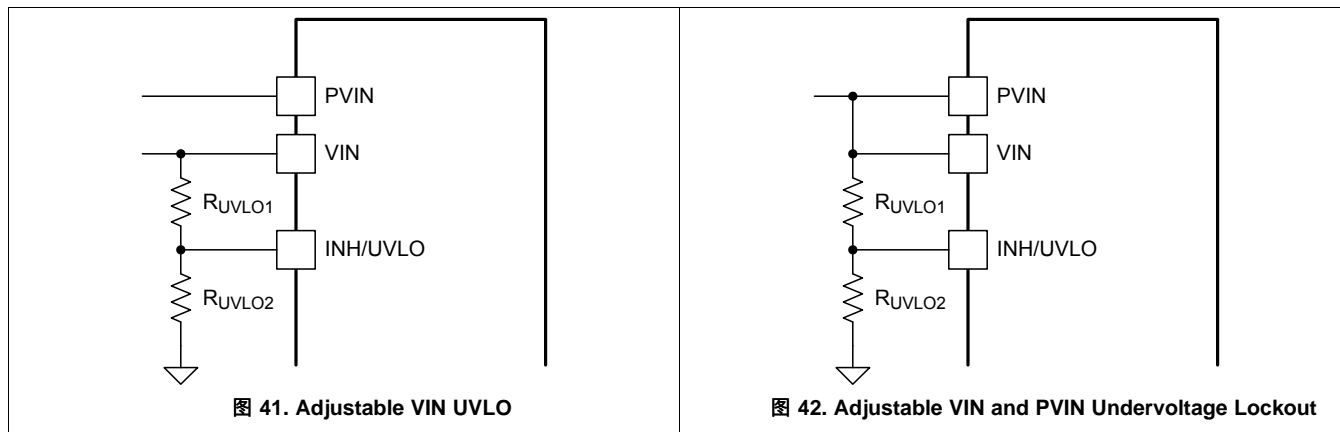 PVIN
VIN
RUVLO1
INH/UVLO
RUVLO2
图 41. Adjustable VIN UVLO
PVIN
VIN
RUVLO1
INH/UVLO
RUVLO2
图 42. Adjustable VIN and PVIN Undervoltage Lockout